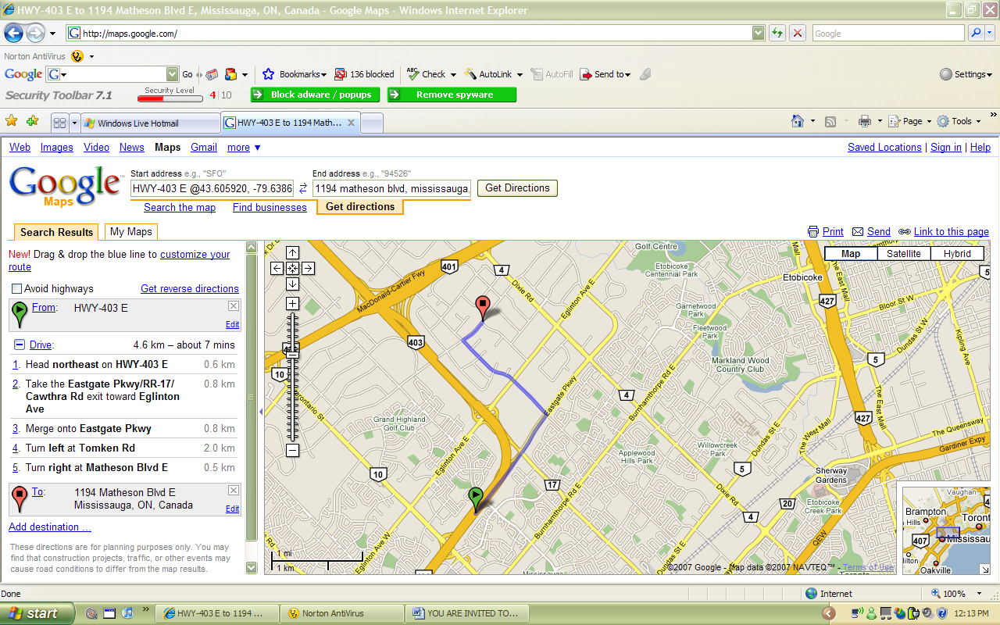 HWY-403 E to 1194 Matheson Blvd E, Mississauga, ON, Canada - Google Maps - Windows Internet Explorer
http://maps.google.com/
Google
Norton AntiVirus
Google G Go Bookmarks 136 blocked ABC Check AutoLink AutoFill Send to Settings
Security Toolbar 7.1 Security Level 4 | 10 Block adware / popups Remove spyware
Windows Live Hotmail HWY-403 E to 1194 Math... Page Tools »
Web Images Video News Maps Gmail more ▼ Saved Locations | Sign in | Help
Google™ Maps
Start address e.g., "SFO" End address e.g., "94526"
HWY-403 E @43.605920, -79.6386 1194 matheson blvd, mississauga, Get Directions
Search the map Find businesses Get directions
Search Results My Maps Print Send Link to this page
New! Drag & drop the blue line to customize your
route
Avoid highways Get reverse directions
From: HWY-403 E
Edit
Drive: 4.6 km – about 7 mins
1. Head northeast on HWY-403 E 0.6 km
2. Take the Eastgate Pkwy/RR-17/ 0.8 km
Cawthra Rd exit toward Eglinton
Ave
3. Merge onto Eastgate Pkwy 0.8 km
4. Turn left at Tomken Rd 2.0 km
5. Turn right at Matheson Blvd E 0.5 km
To: 1194 Matheson Blvd E
Mississauga, ON, Canada Edit
Add destination ...
These directions are for planning purposes only. You may
find that construction projects, traffic, or other events may
cause road conditions to differ from the map results.
Map Satellite Hybrid
Golf Centre
Etobicoke
Centennial Park
Etobicoke
The East Mall
The West Mall
Mall
401
4
MacDonald-Cartier Fwy
Dixie Rd
Eglinton Ave E
427
5
Bloor St W
Garnetwood
Park
Fleetwood
Park
Dundas St W
Kipling Ave
403
Markland Wood
Country Club
5
10
4
Eastgate Pkwy
Burnhamthorpe Rd E
The East Mall
Grand Highland
Golf Club
427
The Queensway
Dundas St E
The West Mall
Gardiner Expy
Eglinton Ave E
Applewood
Hills Park
Willowcreek
Park
10
5
Sherway
Gardens
17
Burnhamthorpe Rd E
Dixie Rd
20
Etobicoke
Creek Park
4
QEW
Eglinton Ave W
403
Mississauga
1 mi
1 km
©2007 Google - Map data ©2007 NAVTEQ™ - Terms of Use
Vaughan
Brampton
Hills
Toront
407
Mississau
ilton
Oakville
Done Internet 100%
start » HWY-403 E to 1194 ... Norton AntiVirus YOU ARE INVITED TO... 12:13 PM